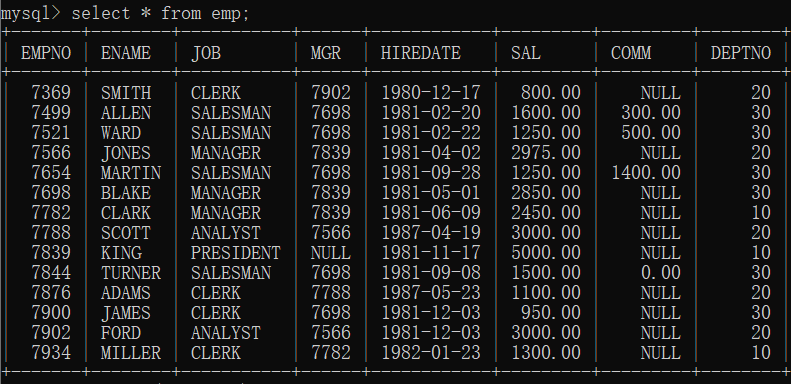 mysql> select * from emp;
+-------+--------+-----------+------+------------+---------+---------+--------+
| EMPNO | ENAME | JOB | MGR | HIREDATE | SAL | COMM | DEPTNO |
+-------+--------+-----------+------+------------+---------+---------+--------+
| 7369 | SMITH | CLERK | 7902 | 1980-12-17 | 800.00 | NULL | 20 |
| 7499 | ALLEN | SALESMAN | 7698 | 1981-02-20 | 1600.00 | 300.00 | 30 |
| 7521 | WARD | SALESMAN | 7698 | 1981-02-22 | 1250.00 | 500.00 | 30 |
| 7566 | JONES | MANAGER | 7839 | 1981-04-02 | 2975.00 | NULL | 20 |
| 7654 | MARTIN | SALESMAN | 7698 | 1981-09-28 | 1250.00 | 1400.00 | 30 |
| 7698 | BLAKE | MANAGER | 7839 | 1981-05-01 | 2850.00 | NULL | 30 |
| 7782 | CLARK | MANAGER | 7839 | 1981-06-09 | 2450.00 | NULL | 10 |
| 7788 | SCOTT | ANALYST | 7566 | 1987-04-19 | 3000.00 | NULL | 20 |
| 7839 | KING | PRESIDENT | NULL | 1981-11-17 | 5000.00 | NULL | 10 |
| 7844 | TURNER | SALESMAN | 7698 | 1981-09-08 | 1500.00 | 0.00 | 30 |
| 7876 | ADAMS | CLERK | 7788 | 1987-05-23 | 1100.00 | NULL | 20 |
| 7900 | JAMES | CLERK | 7698 | 1981-12-03 | 950.00 | NULL | 30 |
| 7902 | FORD | ANALYST | 7566 | 1981-12-03 | 3000.00 | NULL | 20 |
| 7934 | MILLER | CLERK | 7782 | 1982-01-23 | 1300.00 | NULL | 10 |
+-------+--------+-----------+------+------------+---------+---------+--------+